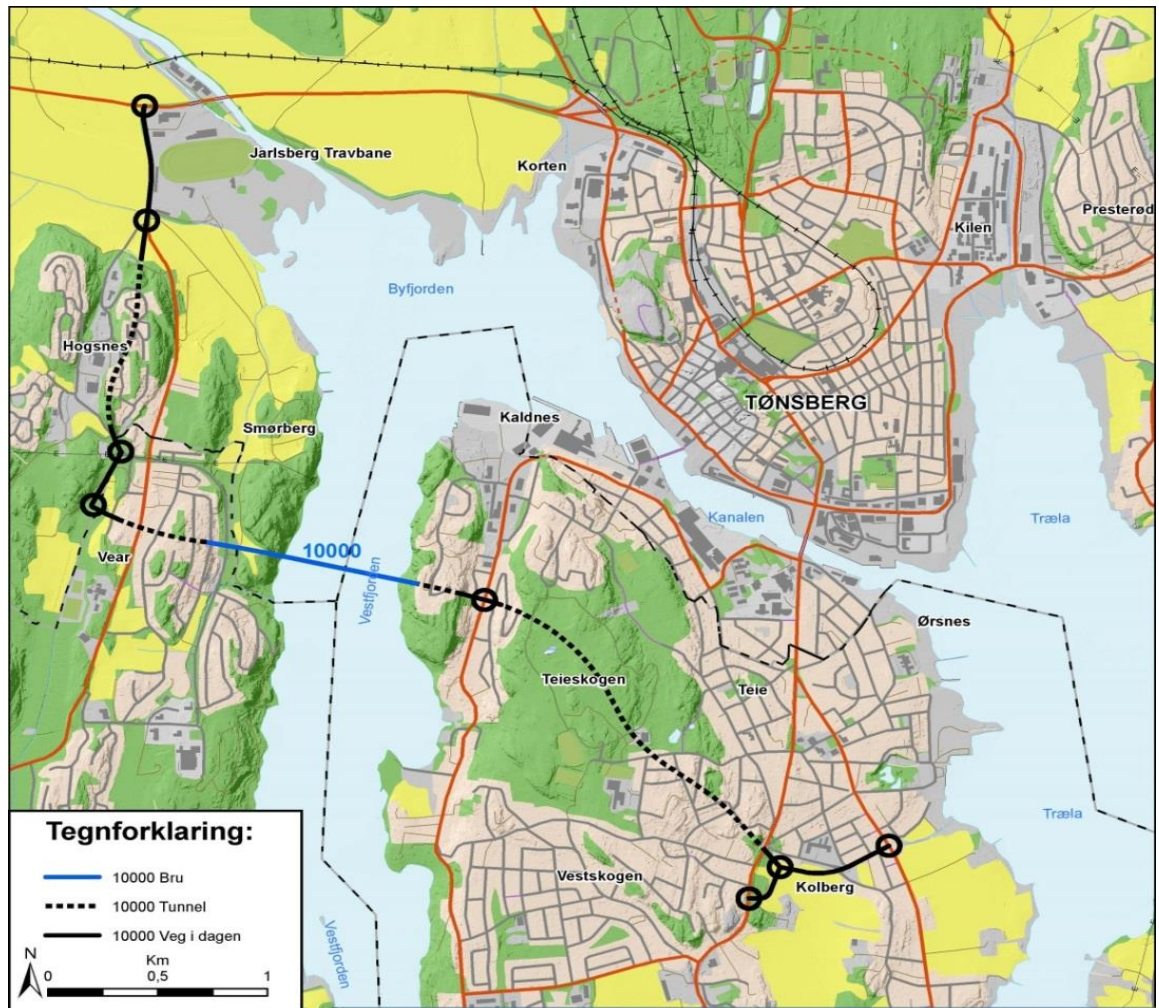 Jarlsberg Travbane
Korten
Presterød
Kilen
Byfjorden
Hogsnes
Kaldnes
TØNSBERG
Smørberg
Kanalen
Træla
Vear
10000
Vestfjorden
Ørsnes
Teieskogen
Teie
Træla
Vestskogen
Kolberg
Vestfjorden
Tegnforklaring:
10000 Bru
10000 Tunnel
10000 Veg i dagen
N
Km
0 0,5 1